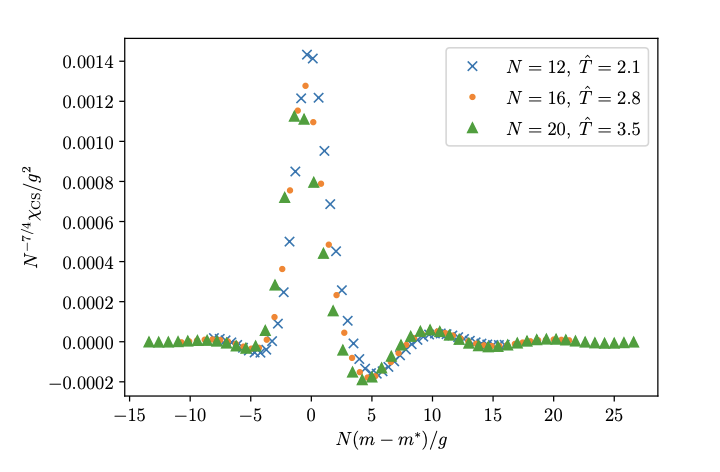 0.0014
0.0012
0.0010
0.0008
0.0006
0.0004
0.0002
0.0000
−0.0002
N^{−7/4}χ_{CS}/g^2
N = 12, T̂ = 2.1
N = 16, T̂ = 2.8
N = 20, T̂ = 3.5
−15 −10 −5 0 5 10 15 20 25
N(m − m*)/g